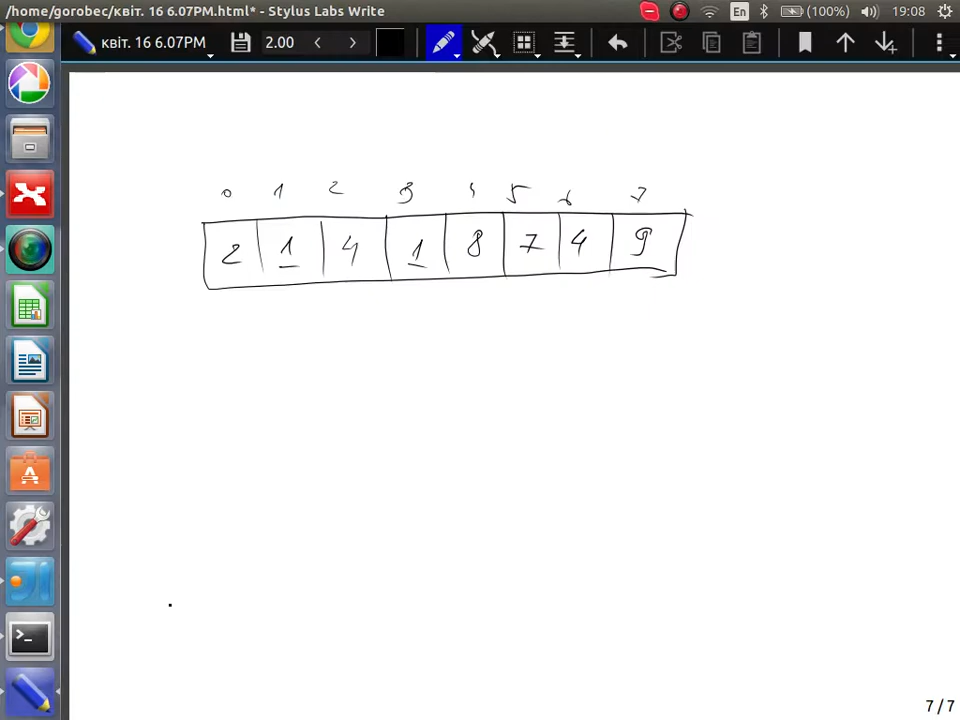 /home/gorobec/квіт. 16 6.07PM.html* - Stylus Labs Write En (100%) 19:08
квіт. 16 6.07PM 2.00
0 1 2 3 4 5 6 7
2 1 4 1 8 7 4 9
7 / 7